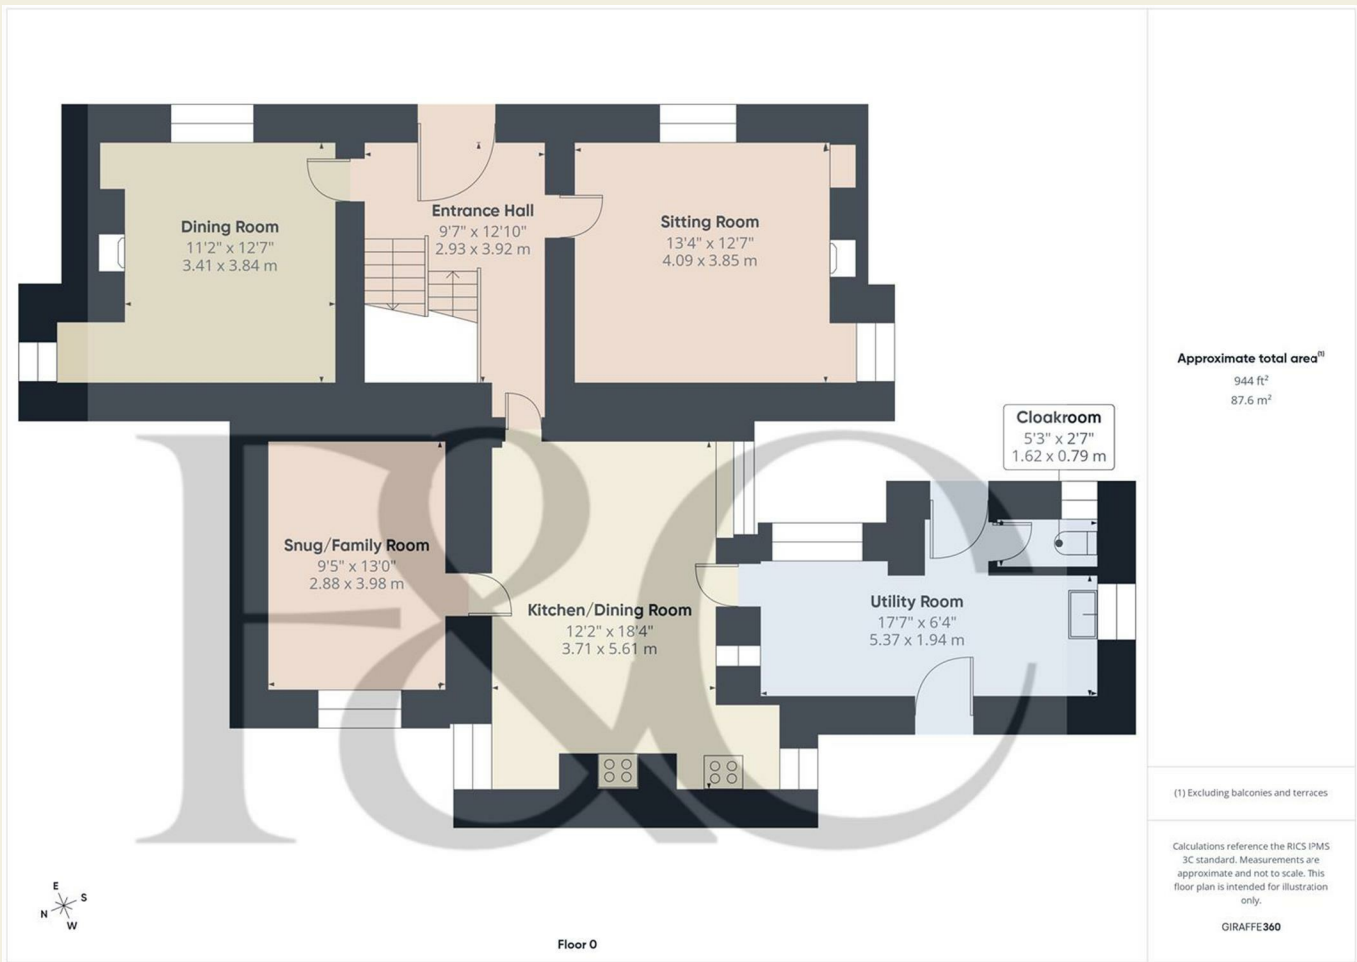 Dining Room
11'2" x 12'7"
3.41 x 3.84 m
Entrance Hall
9'7" x 12'10"
2.93 x 3.92 m
Sitting Room
13'4" x 12'7"
4.09 x 3.85 m
Approximate total area(1)
944 ft²
87.6 m²
Cloakroom
5'3" x 2'7"
1.62 x 0.79 m
Snug/Family Room
9'5" x 13'0"
2.88 x 3.98 m
Kitchen/Dining Room
12'2" x 18'4"
3.71 x 5.61 m
Utility Room
17'7" x 6'4"
5.37 x 1.94 m
F&C
(1) Excluding balconies and terraces
Calculations reference the RICS IPMS
3C standard. Measurements are
approximate and not to scale. This
floor plan is intended for illustration
only.
GIRAFFE360
E
S
N
W
Floor 0